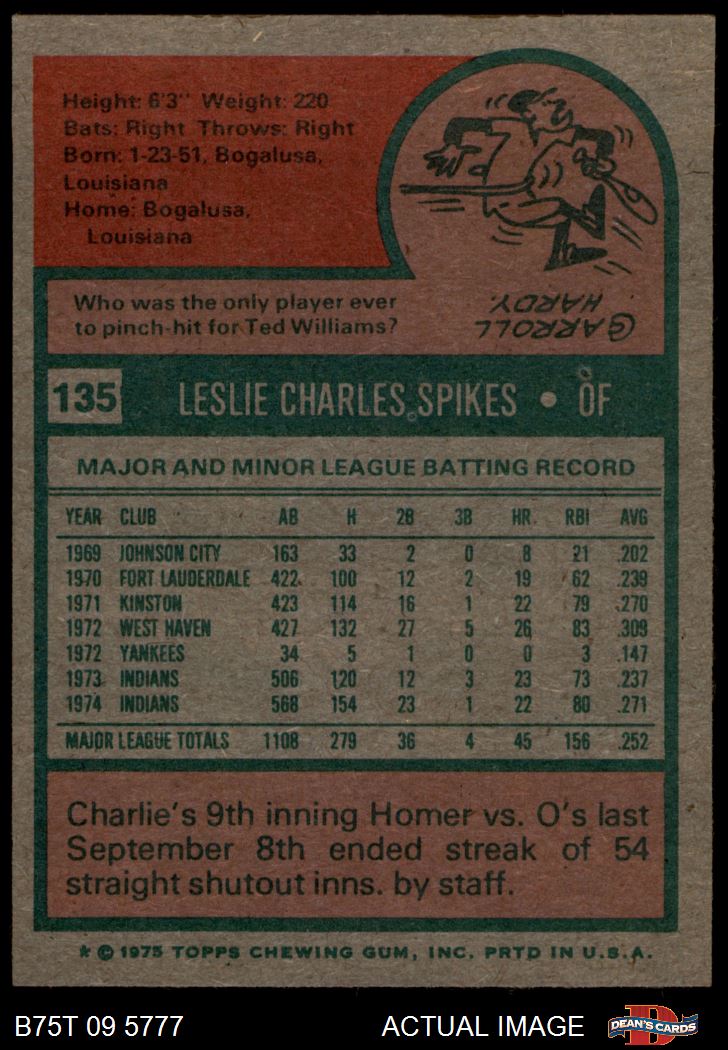 Height: 6'3" Weight: 220
Bats: Right Throws: Right
Born: 1-23-51, Bogalusa,
Louisiana
Home: Bogalusa,
Louisiana
Who was the only player ever
to pinch-hit for Ted Williams?
CARROLL
HARDY.
135 LESLIE CHARLES SPIKES • OF
MAJOR AND MINOR LEAGUE BATTING RECORD
YEAR CLUB AB H 2B 3B HR RBI AVG
1969 JOHNSON CITY 163 33 2 0 8 21 .202
1970 FORT LAUDERDALE 422 100 12 2 19 62 .239
1971 KINSTON 423 114 16 1 22 79 .270
1972 WEST HAVEN 427 132 27 5 26 83 .309
1972 YANKEES 34 5 1 0 0 3 .147
1973 INDIANS 506 120 12 3 23 73 .237
1974 INDIANS 568 154 23 1 22 80 .271
MAJOR LEAGUE TOTALS 1108 279 36 4 45 156 .252
Charlie's 9th inning Homer vs. O's last
September 8th ended streak of 54
straight shutout inns. by staff.
* © 1975 TOPPS CHEWING GUM, INC. PRTD IN U.S.A.
B75T 09 5777 ACTUAL IMAGE
D
DEAN'S CARDS